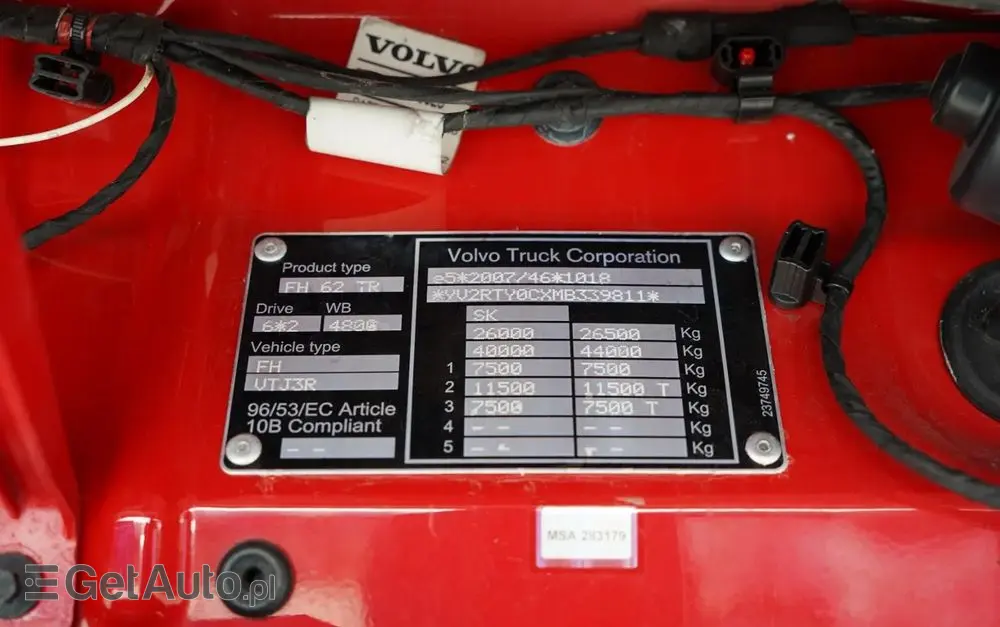 VOLVO
Volvo Truck Corporation
Product type
FH 62 TR
e5*2007/46*1018
*YV2RTY0CXMB339811*
Drive WB
6*2 4800
SK
26000 26500 Kg
40000 44000 Kg
Vehicle type
FH
VTJ3R
1 7500 7500 Kg
2 11500 11500 T Kg
3 7500 7500 T Kg
4 -- -- Kg
5 -- -- Kg
96/53/EC Article
10B Compliant
-- --
23749745
MSA 283179
GetAuto.pl